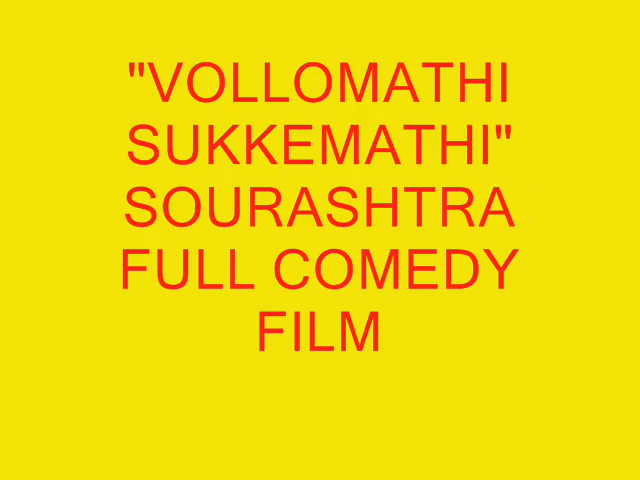 "VOLLOMATHI
SUKKEMATHI"
SOURASHTRA
FULL COMEDY
FILM